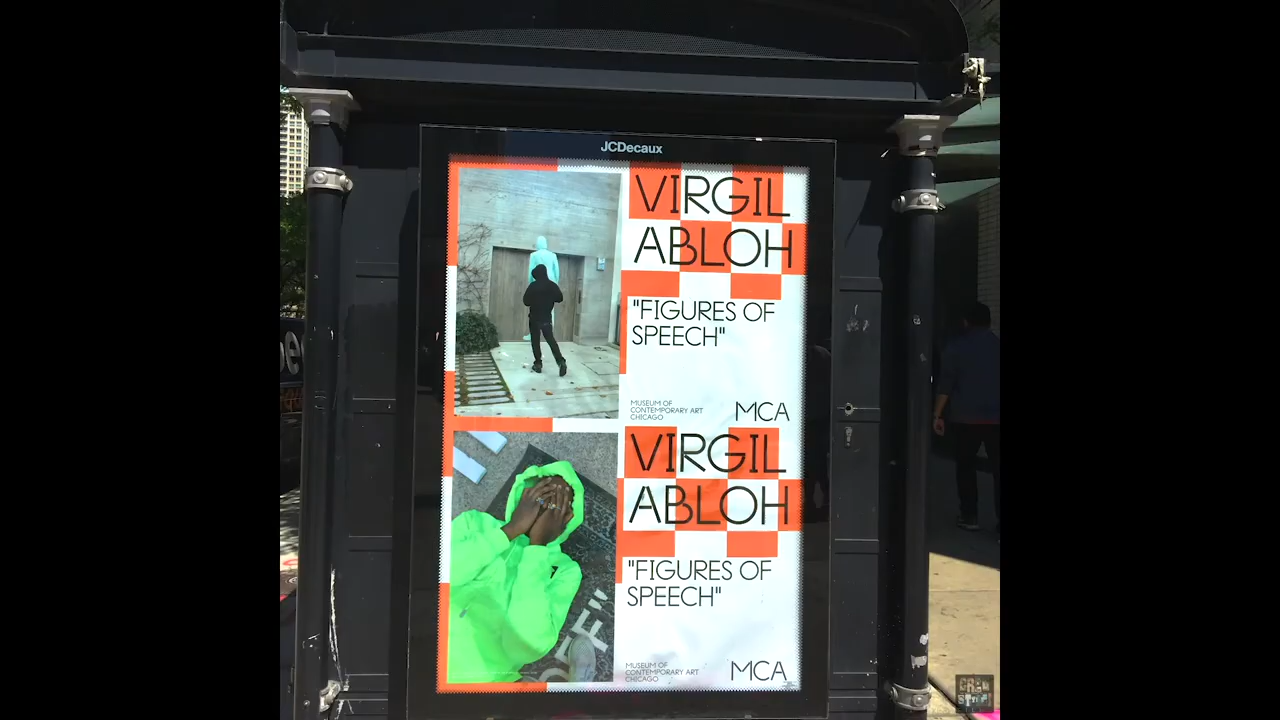 JCDecaux
VIRGIL
ABLOH
"FIGURES OF
SPEECH"
MUSEUM OF
CONTEMPORARY ART
CHICAGO
MCA
VIRGIL
ABLOH
"FIGURES OF
SPEECH"
OFF"
MUSEUM OF
CONTEMPORARY ART
CHICAGO
MCA